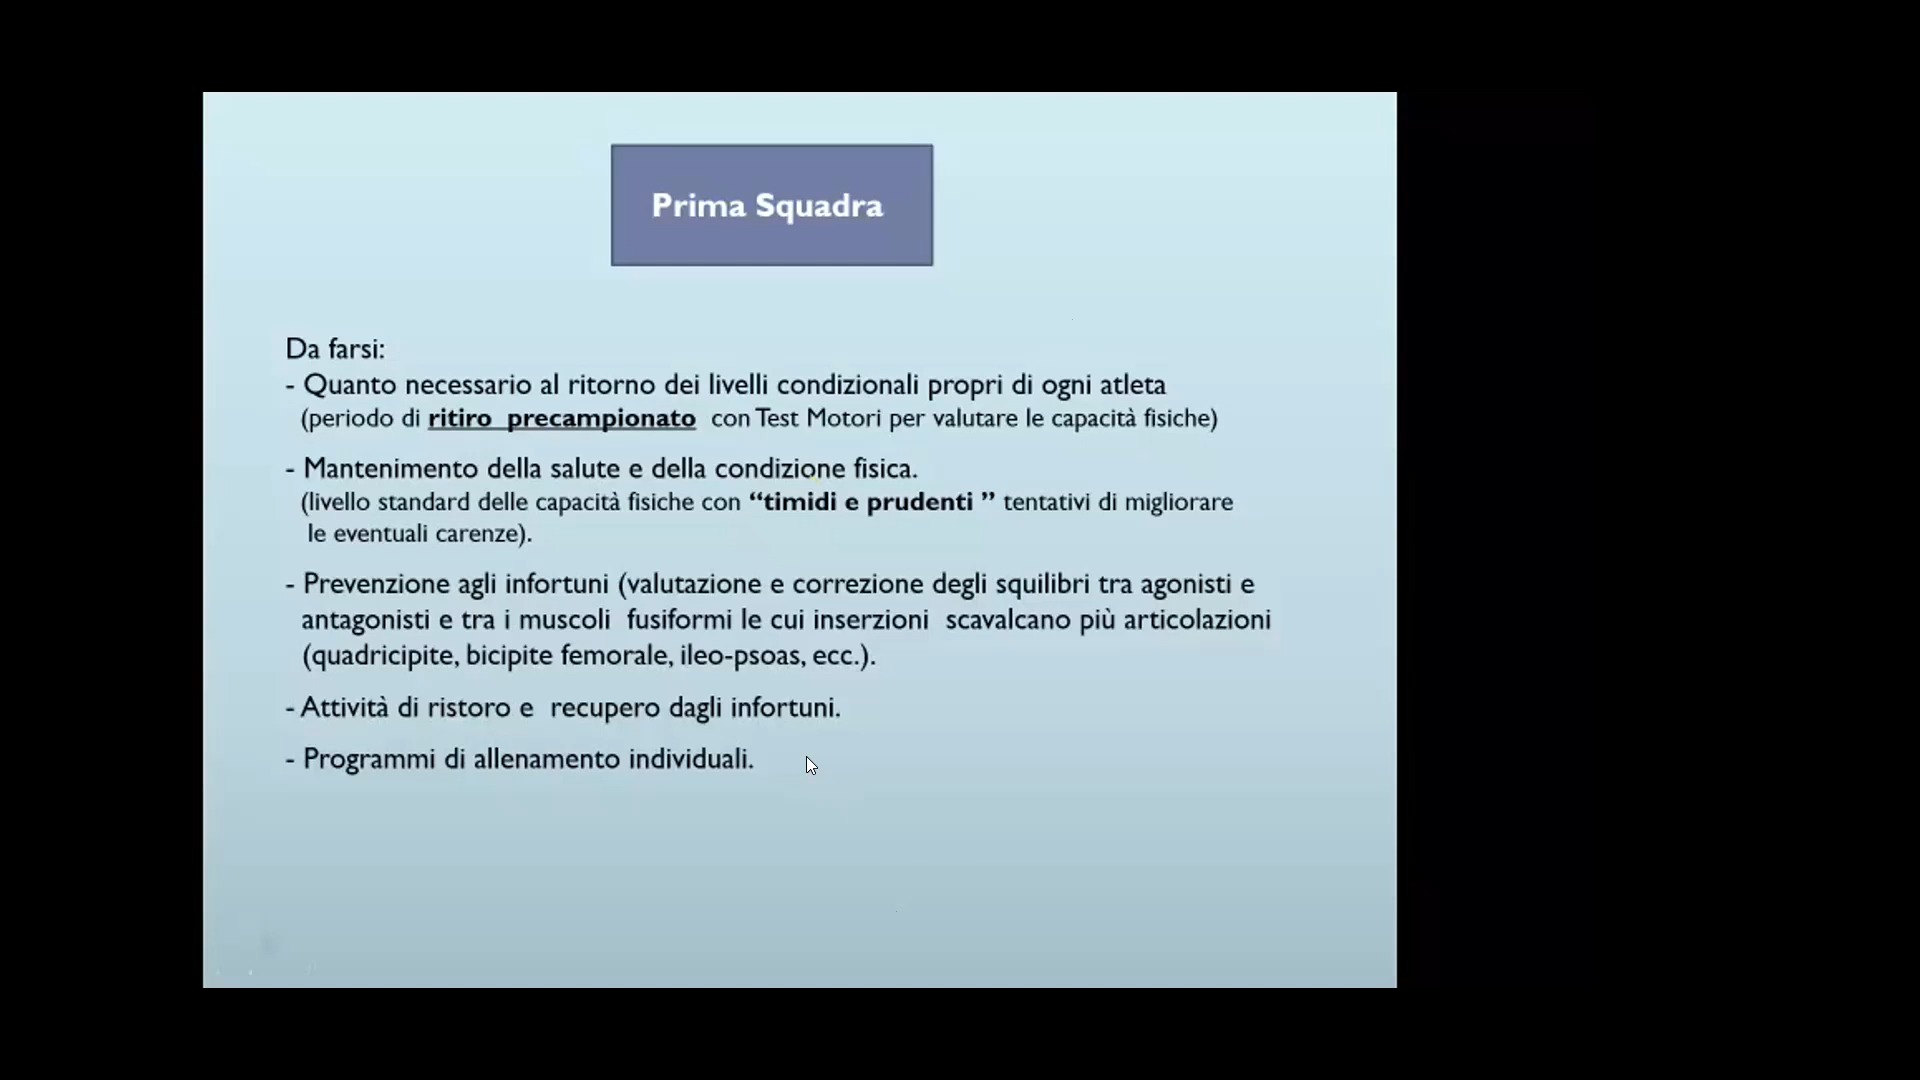 Prima Squadra
Da farsi:
- Quanto necessario al ritorno dei livelli condizionali propri di ogni atleta
(periodo di ritiro precampionato con Test Motori per valutare le capacità fisiche)
- Mantenimento della salute e della condizione fisica.
(livello standard delle capacità fisiche con “timidi e prudenti ” tentativi di migliorare
le eventuali carenze).
- Prevenzione agli infortuni (valutazione e correzione degli squilibri tra agonisti e
antagonisti e tra i muscoli fusiformi le cui inserzioni scavalcano più articolazioni
(quadricipite, bicipite femorale, ileo-psoas, ecc.).
- Attività di ristoro e recupero dagli infortuni.
- Programmi di allenamento individuali.